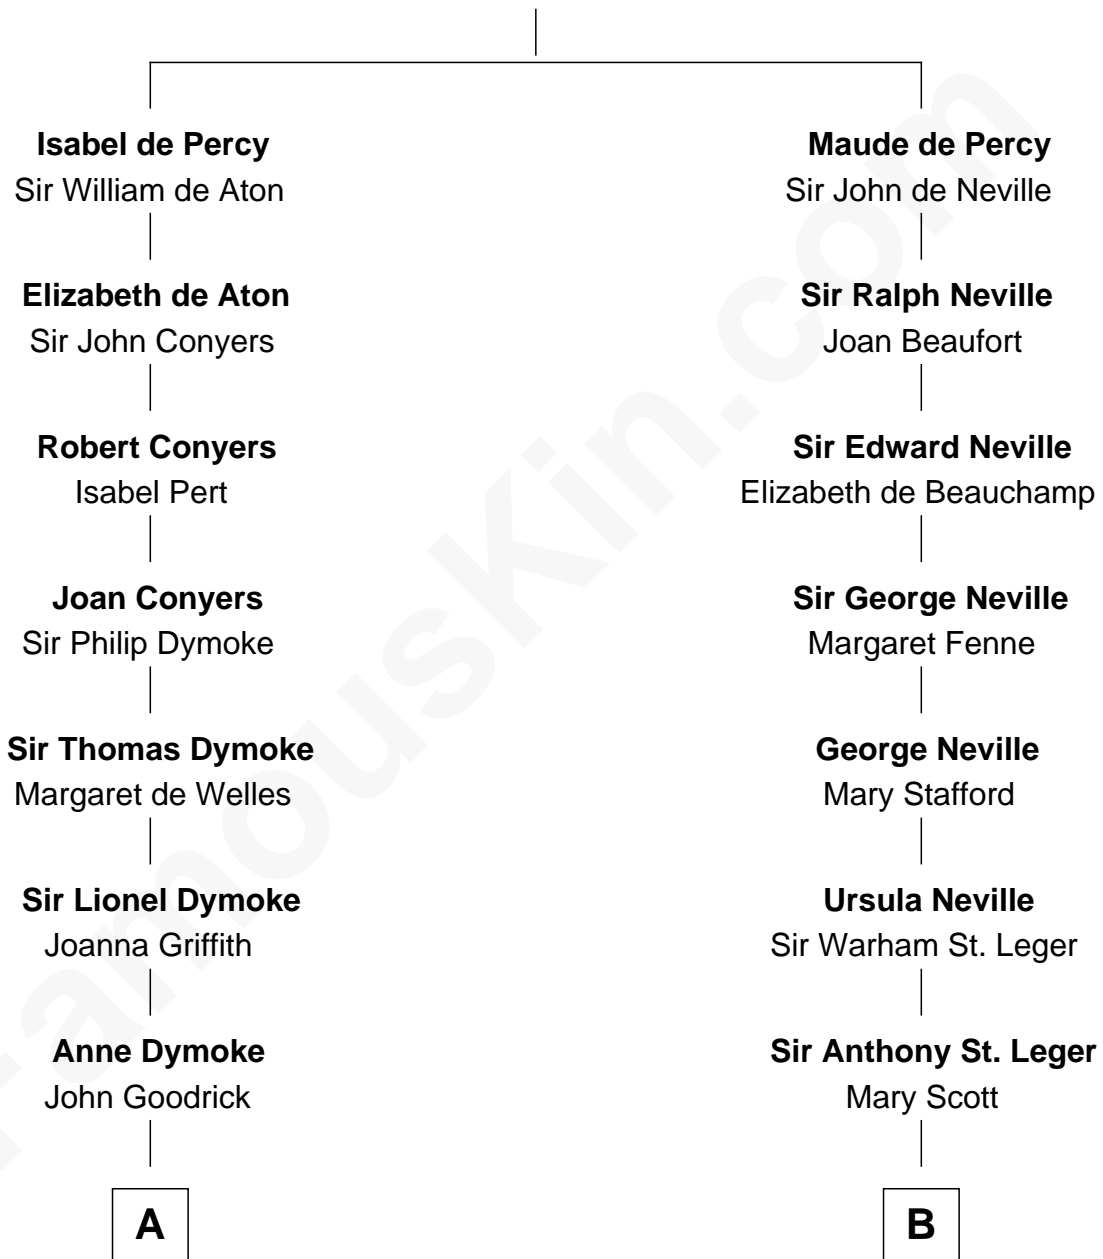 Isabel de Percy
Sir William de Aton
Elizabeth de Aton
Sir John Conyers
Robert Conyers
Isabel Pert
Joan Conyers
Sir Philip Dymoke
Sir Thomas Dymoke
Margaret de Welles
Sir Lionel Dymoke
Joanna Griffith
Anne Dymoke
John Goodrick
A
Maude de Percy
Sir John de Neville
Sir Ralph Neville
Joan Beaufort
Sir Edward Neville
Elizabeth de Beauchamp
Sir George Neville
Margaret Fenne
George Neville
Mary Stafford
Ursula Neville
Sir Warham St. Leger
Sir Anthony St. Leger
Mary Scott
B
FamousKin.com